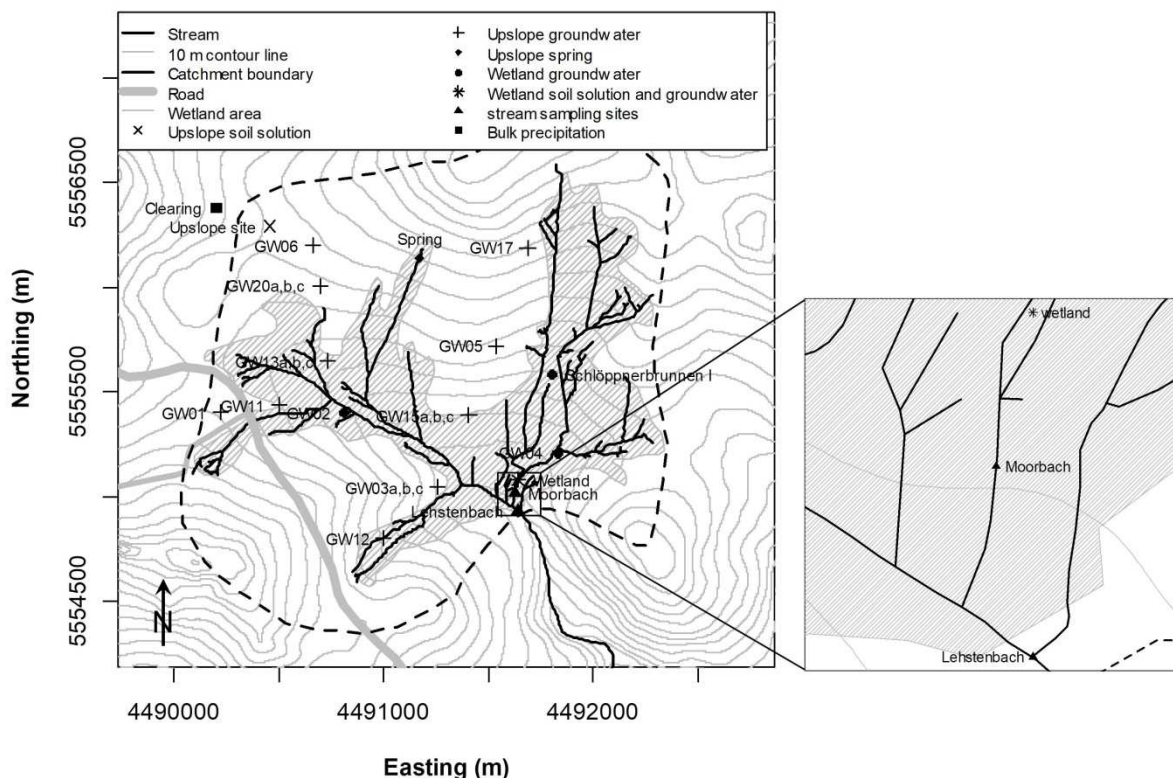 Stream
10 m contour line
Catchment boundary
Road
Wetland area
Upslope soil solution
Upslope groundwater
Upslope spring
Wetland groundwater
Wetland soil solution and groundwater
stream sampling sites
Bulk precipitation
Northing (m)
5556500
5555500
5554500
Clearing
Upslope site
GW06
Spring
GW17
GW20a,b,c
GW05
GW13a,b,c
Schlöppnerbrunnen I
GW01
GW11
GW02
GW15a,b,c
GW04
GW03a,b,c
Wetland
Moorbach
Lehstenbach
GW12
N
4490000
4491000
4492000
Easting (m)
wetland
Moorbach
Lehstenbach